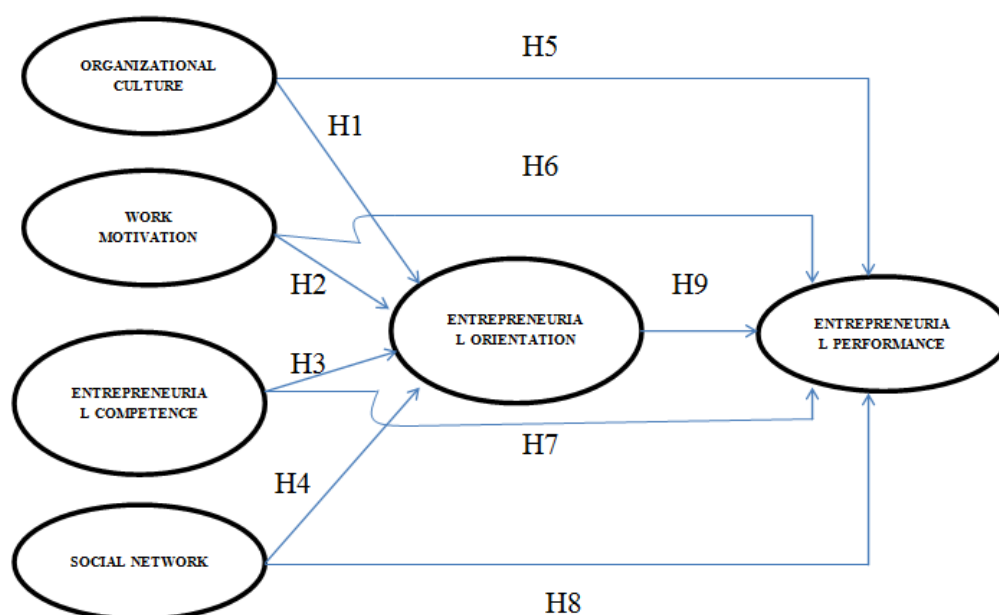 ORGANIZATIONAL
CULTURE
H5
H1
H6
WORK
MOTIVATION
H2
H9
ENTREPRENEURIA
L ORIENTATION
ENTREPRENEURIA
L PERFORMANCE
H3
ENTREPRENEURIA
L COMPETENCE
H7
H4
SOCIAL NETWORK
H8